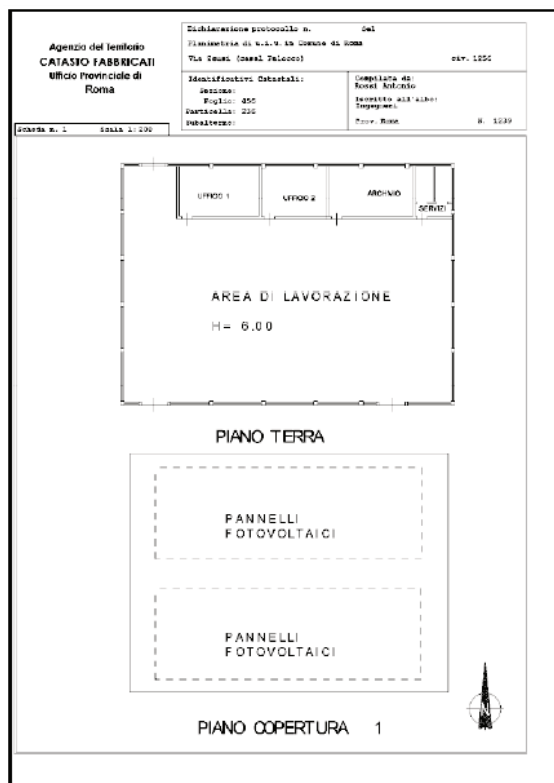 Agenzia del Territorio
CATASTO FABBRICATI
Ufficio Provinciale di
Roma
Dichiarazione protocollo n. del
Planimetria di u.i.u. in Comune di Roma
Via (casal Palocco) civ. 1256
Identificativi Catastali:
Sezione:
Foglio: 456
Particella: 236
Subalterno:
Compilata da:
Rossi Antonio
Iscritto all'albo:
Ingegneri
Prov. Roma N. 1239
Scheda n. 1 Scala 1:200
UFFICIO 1
UFFICIO 2
ARCHIVIO
SERVIZI
AREA DI LAVORAZIONE
H= 6.00
PIANO TERRA
PANNELLI
FOTOVOLTAICI
PANNELLI
FOTOVOLTAICI
PIANO COPERTURA 1